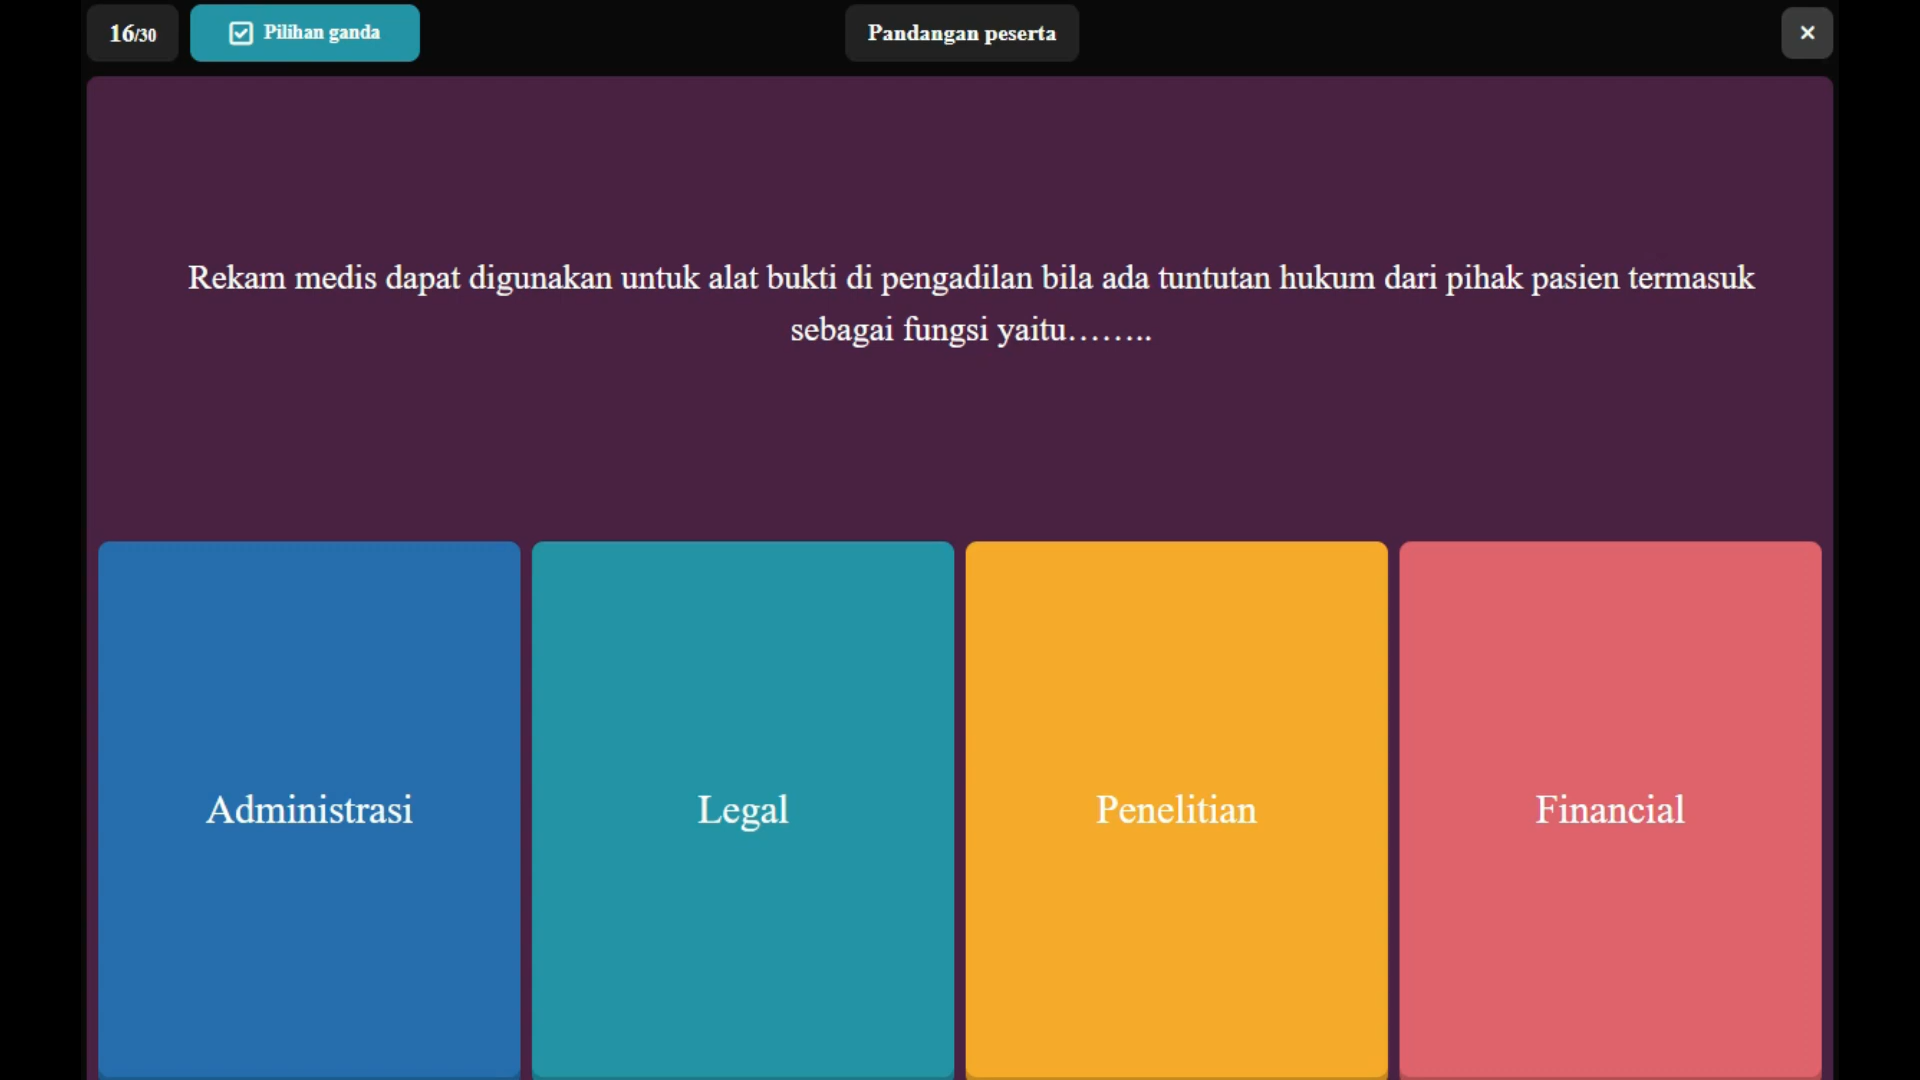 16/30
Pilihan ganda
Pandangan peserta
×
Rekam medis dapat digunakan untuk alat bukti di pengadilan bila ada tuntutan hukum dari pihak pasien termasuk
sebagai fungsi yaitu……..
Administrasi
Legal
Penelitian
Financial